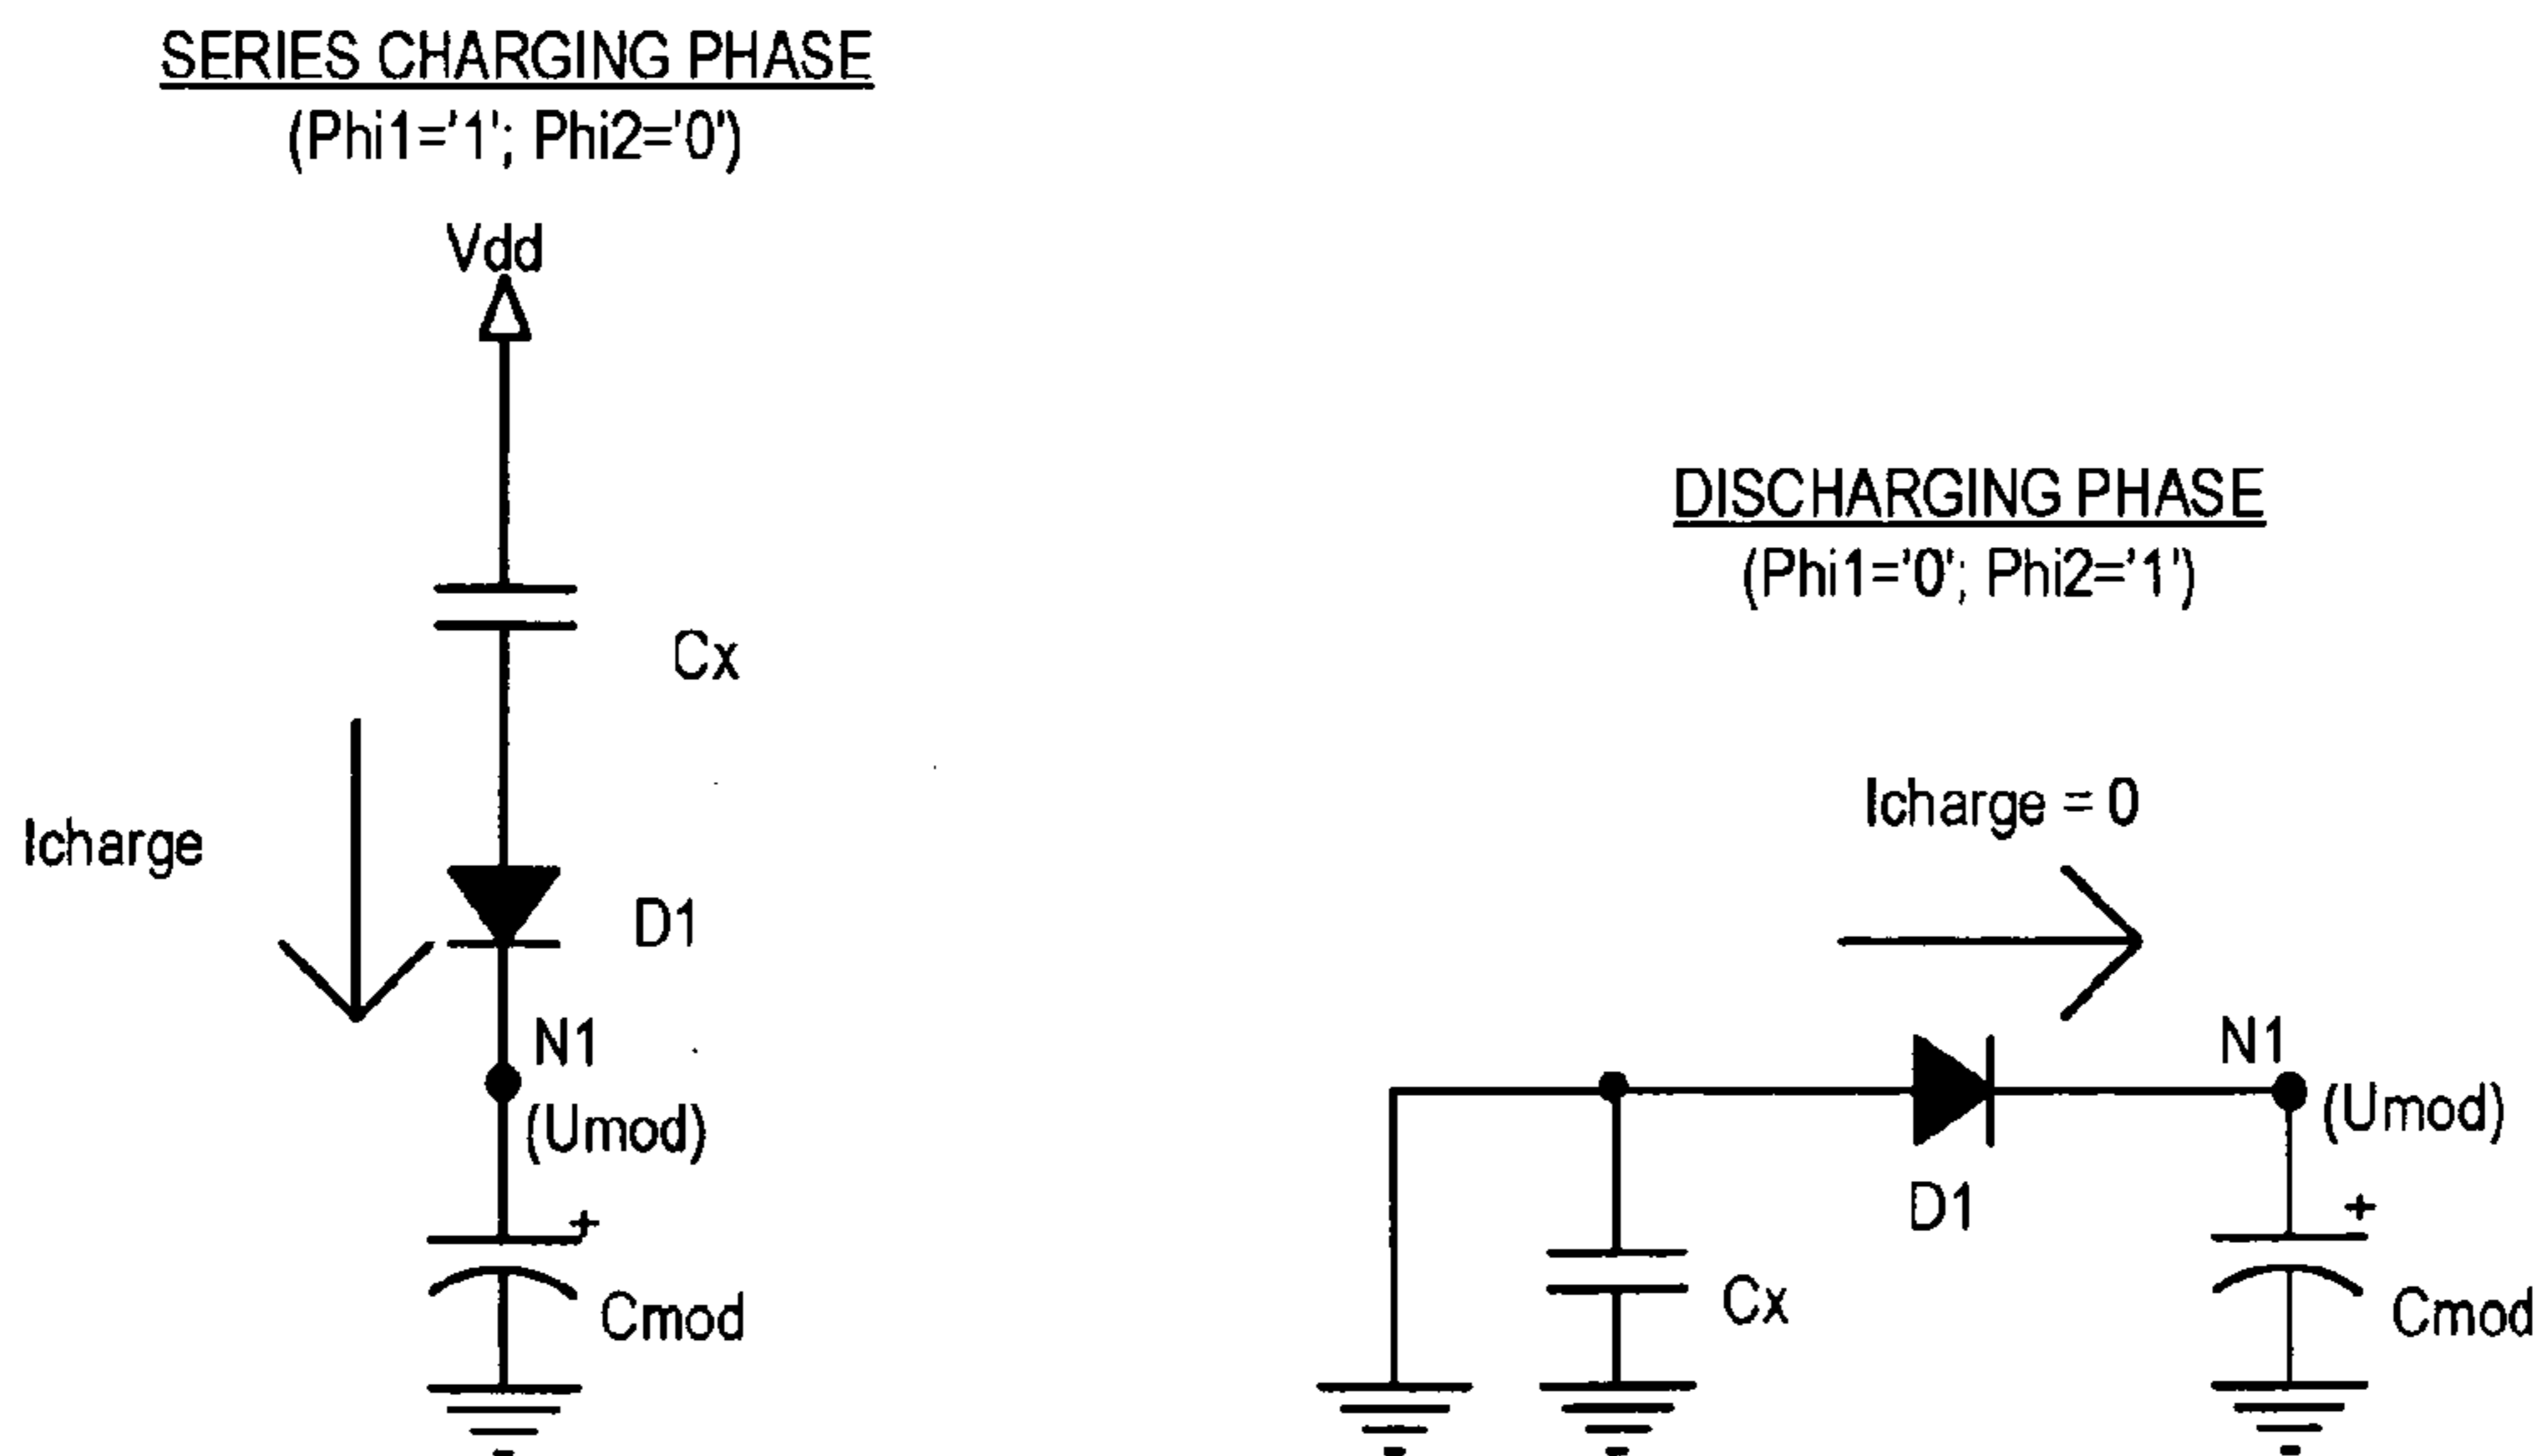 SERIES CHARGING PHASE
(Phi1='1'; Phi2='0')
Vdd
Cx
Icharge
D1
N1
(Umod)
Cmod
DISCHARGING PHASE
(Phi1='0'; Phi2='1')
Icharge = 0
N1
(Umod)
D1
+
Cx
Cmod
+